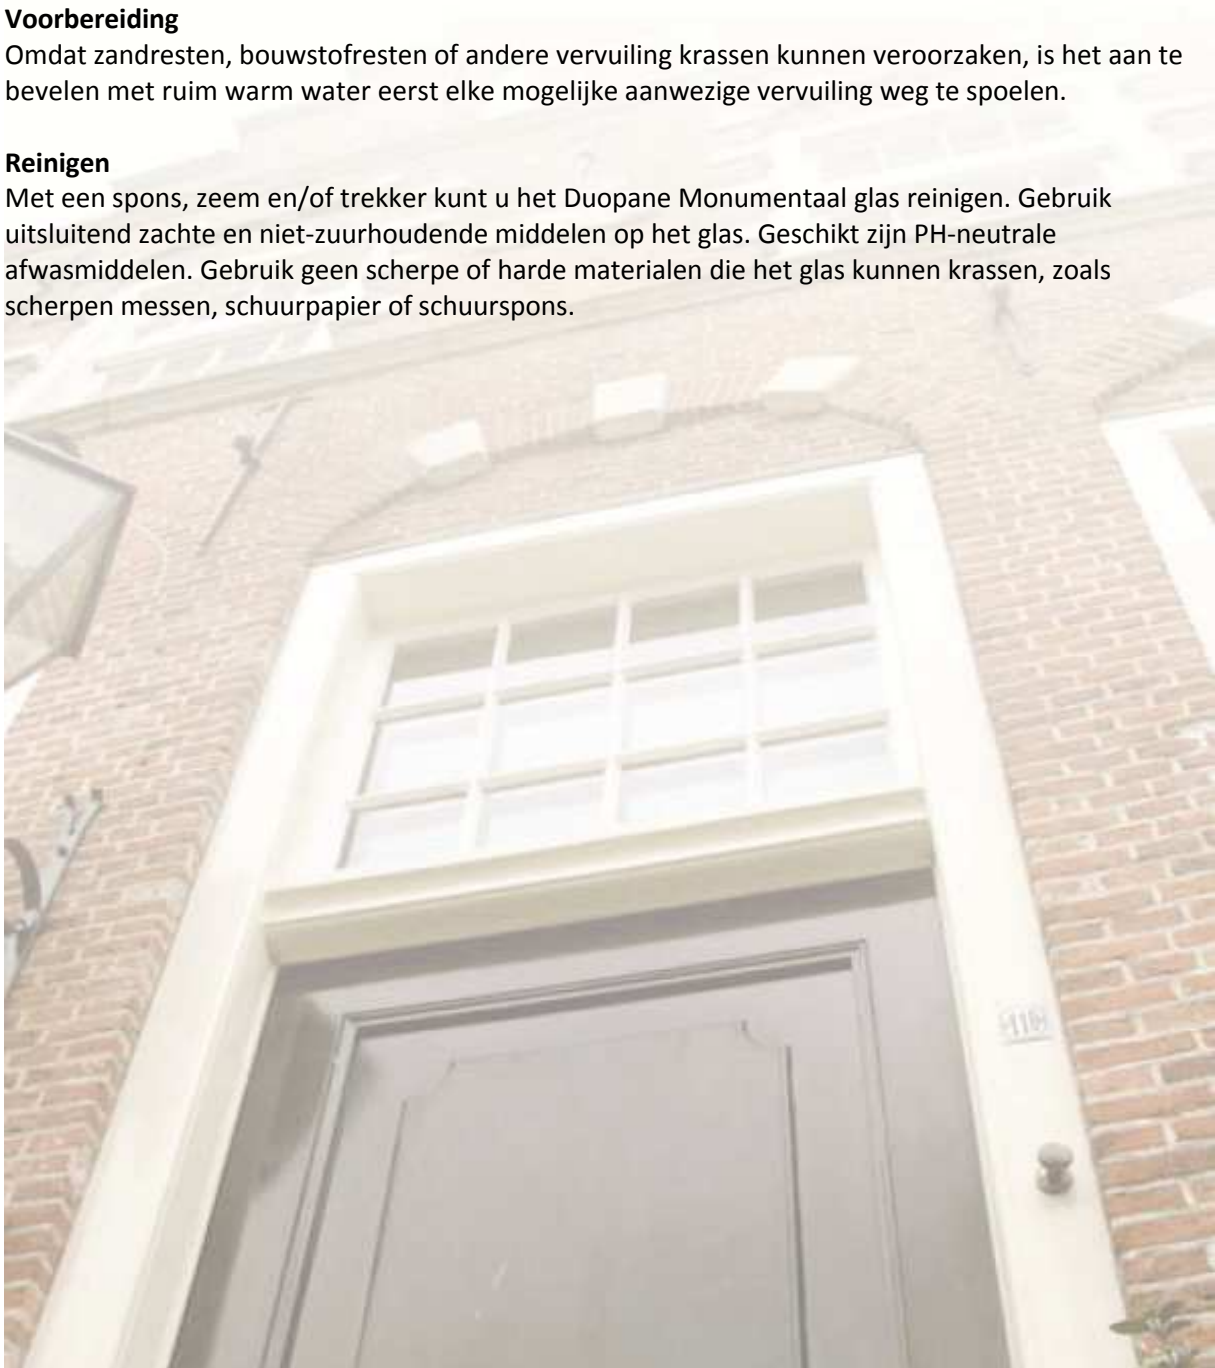 Voorbereiding
Omdat zandresten, bouwstofresten of andere vervuiling krassen kunnen veroorzaken, is het aan te
bevelen met ruim warm water eerst elke mogelijke aanwezige vervuiling weg te spoelen.
Reinigen
Met een spons, zeem en/of trekker kunt u het Duopane Monumentaal glas reinigen. Gebruik
uitsluitend zachte en niet-zuurhoudende middelen op het glas. Geschikt zijn PH-neutrale
afwasmiddelen. Gebruik geen scherpe of harde materialen die het glas kunnen krassen, zoals
scherpen messen, schuurpapier of schuurspons.